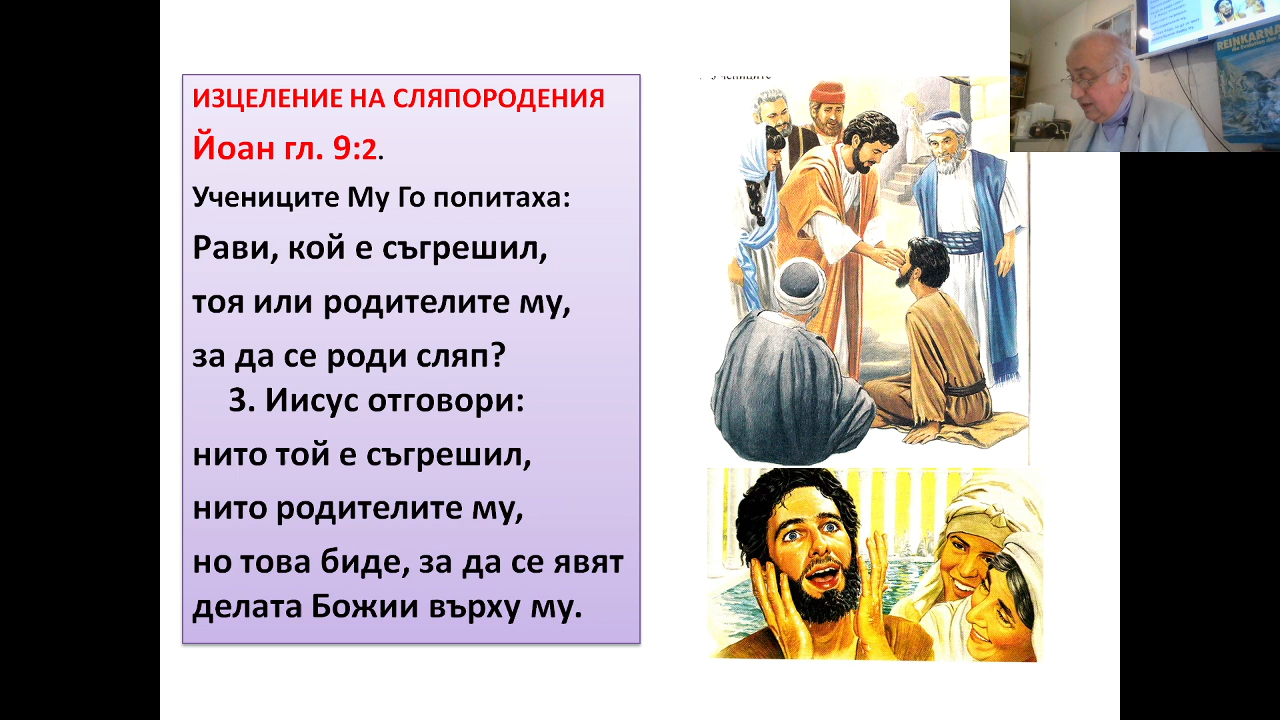 ИЗЦЕЛЕНИЕ НА СЛЯПОРОДЕНИЯ
Йоан гл. 9:2.
Учениците Му Го попитаха:
Рави, кой е съгрешил,
тоя или родителите му,
за да се роди сляп?
3. Иисус отговори:
нито той е съгрешил,
нито родителите му,
но това биде, за да се явят
делата Божии върху му.
REINKARNA